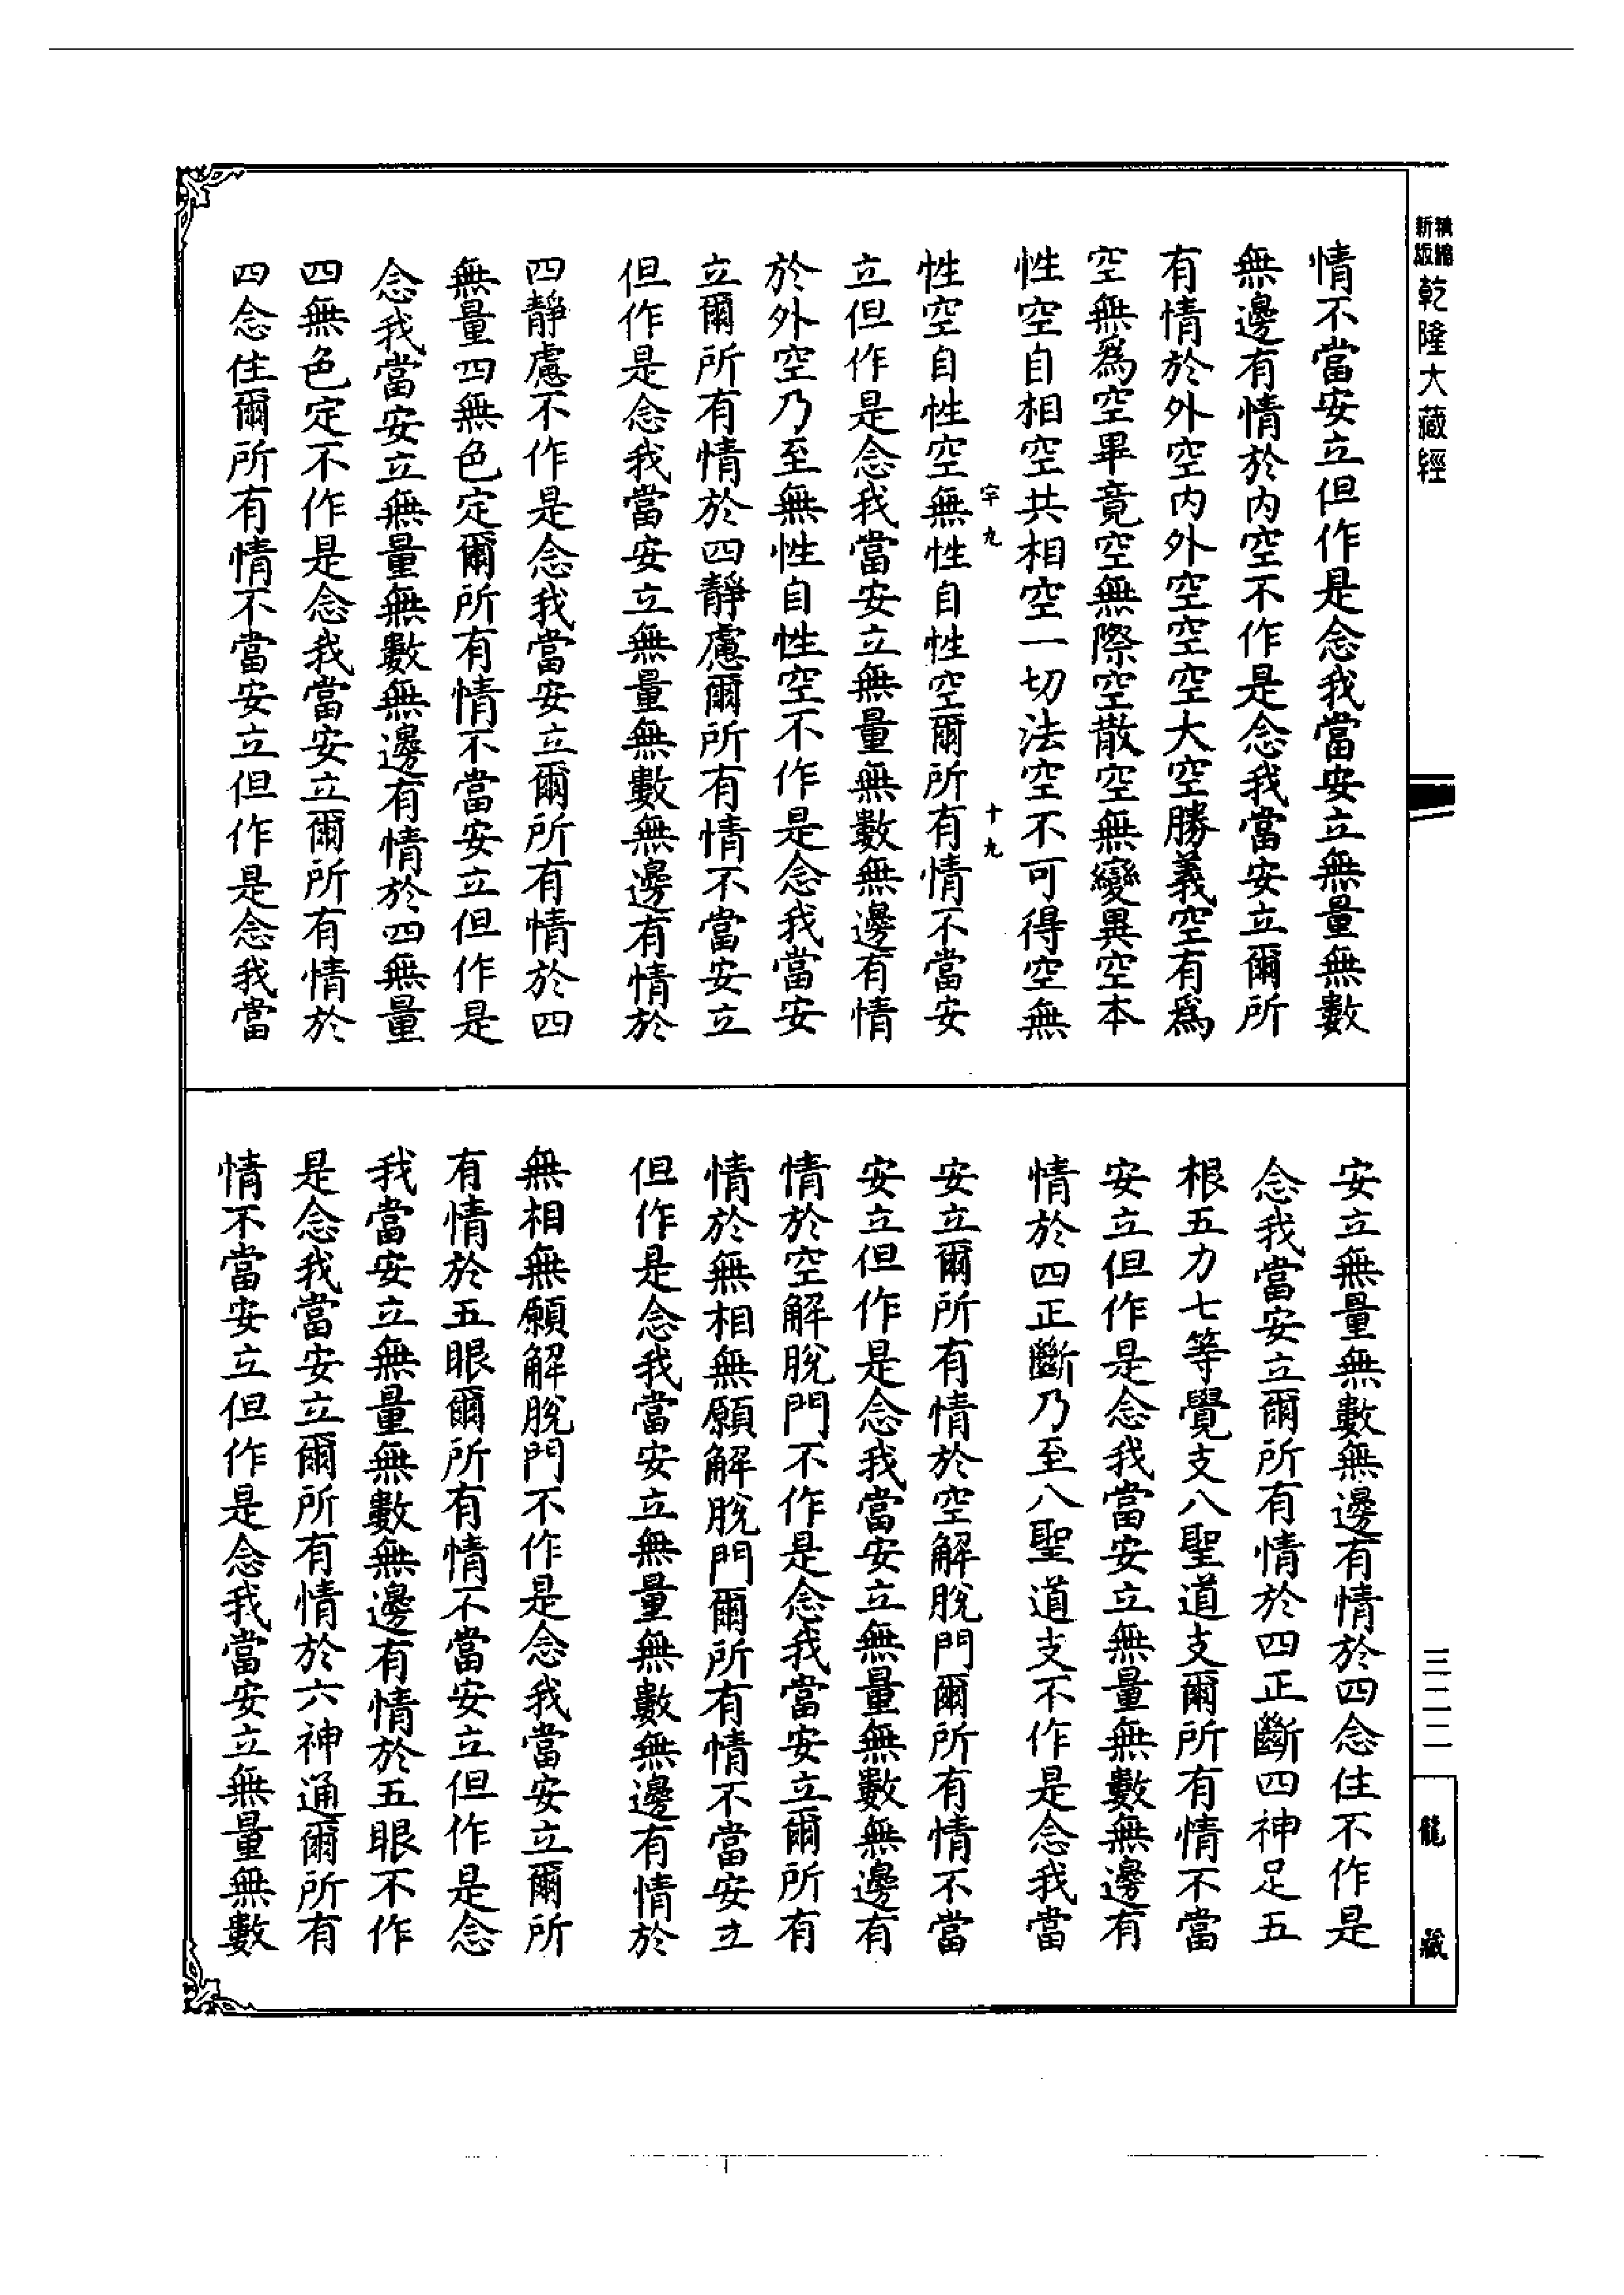 新版精縮乾隆大藏經
情不當安立但作是念我當安立無量無數
無邊有情於內空不作是念我當安立爾所
有情於外空內外空空空大空勝義空有為
空無為空畢竟空無際空散空無變異空本
性空自相空共相空一切法空不可得空無
十九
性空自性空無性自性空爾所有情不當安
立但作是念我當安立無量無數無邊有情
於外空乃至無性自性空不作是念我當安
立爾所有情於四靜慮爾所有情不當安立
但作是念我當安立無量無數無邊有情於
四靜慮不作是念我當安立爾所有情於四
無量四無色定爾所有情不當安立但作是
念我當安立無量無數無邊有情於四無量
四無色定不作是念我當安立爾所有情於
四念住爾所有情不當安立但作是念我當
安立無量無數無邊有情於四念住不作是
念我當安立爾所有情於四正斷四神足五
根五力七等覺支八聖道支爾所有情不當
安立但作是念我當安立無量無數無邊有
情於四正斷乃至八聖道支不作是念我當
安立爾所有情於空解脫門爾所有情不當
安立但作是念我當安立無量無數無邊有
情於空解脫門不作是念我當安立爾所有
情於無相無願解脫門爾所有情不當安立
但作是念我當安立無量無數無邊有情於
無相無願解脫門不作是念我當安立爾所
有情於五眼爾所有情不當安立但作是念
我當安立無量無數無邊有情於五眼不作
是念我當安立爾所有情於六神通爾所有
情不當安立但作是念我當安立無量無數
三二二
龍藏